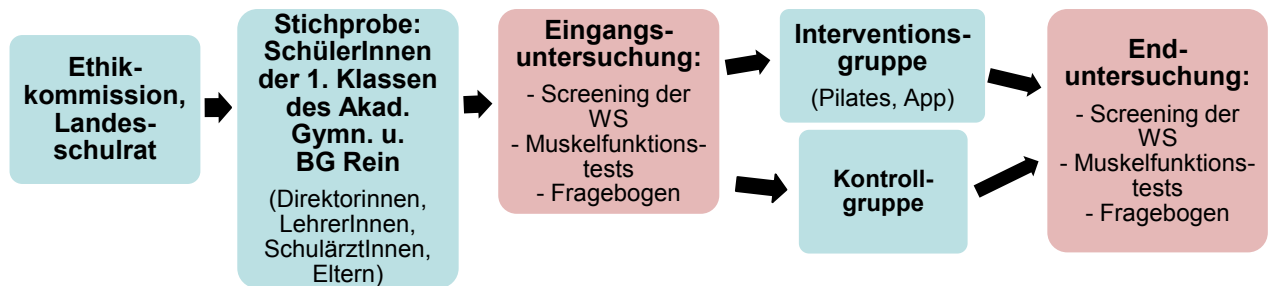 Ethik-
kommission,
Landes-
schulrat
Stichprobe:
SchülerInnen
der 1. Klassen
des Akad.
Gymn. u.
BG Rein
(Direktorinnen,
LehrerInnen,
SchulärztInnen,
Eltern)
Eingangs-
untersuchung:
- Screening der
WS
- Muskelfunktions-
tests
- Fragebogen
Interventions-
gruppe
(Pilates, App)
Kontroll-
gruppe
End-
untersuchung:
- Screening der
WS
- Muskelfunktions-
tests
- Fragebogen